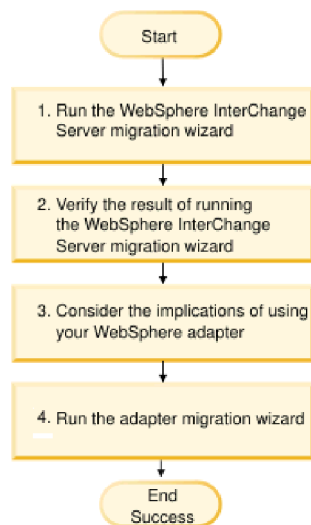 Start
1. Run the WebSphere InterChange
Server migration wizard
2. Verify the result of running
the WebSphere InterChange
Server migration wizard
3. Consider the implications of using
your WebSphere adapter
4. Run the adapter migration wizard
End
Success